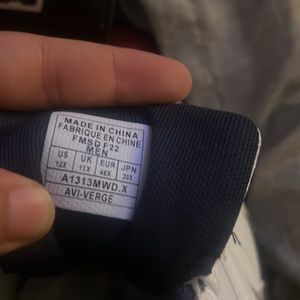 MADE IN CHINA
FABRIQUE EN CHINE
FMSD F22
MEN
US UK EUR JPN
12X 11X 46X 30X
A1313MWD.X
AVI-VERGE